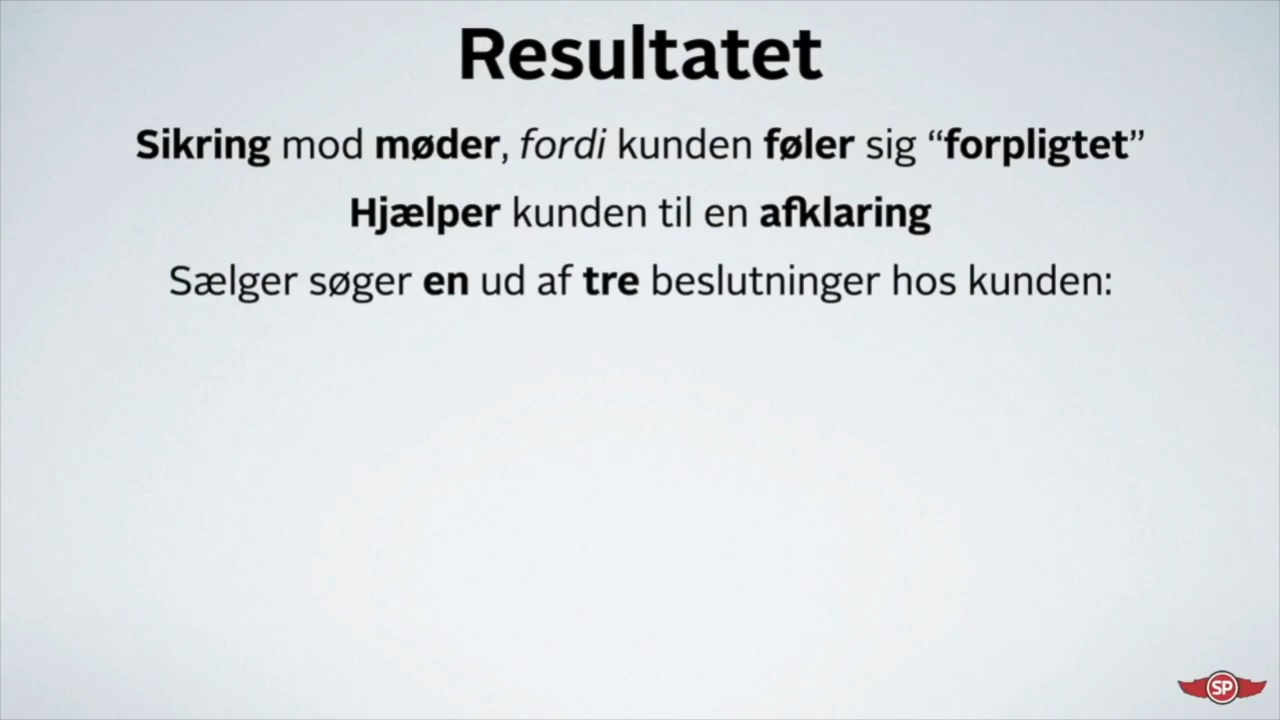 Resultatet
Sikring mod møder, fordi kunden føler sig “forpligtet”
Hjælper kunden til en afklaring
Sælger søger en ud af tre beslutninger hos kunden:
SP